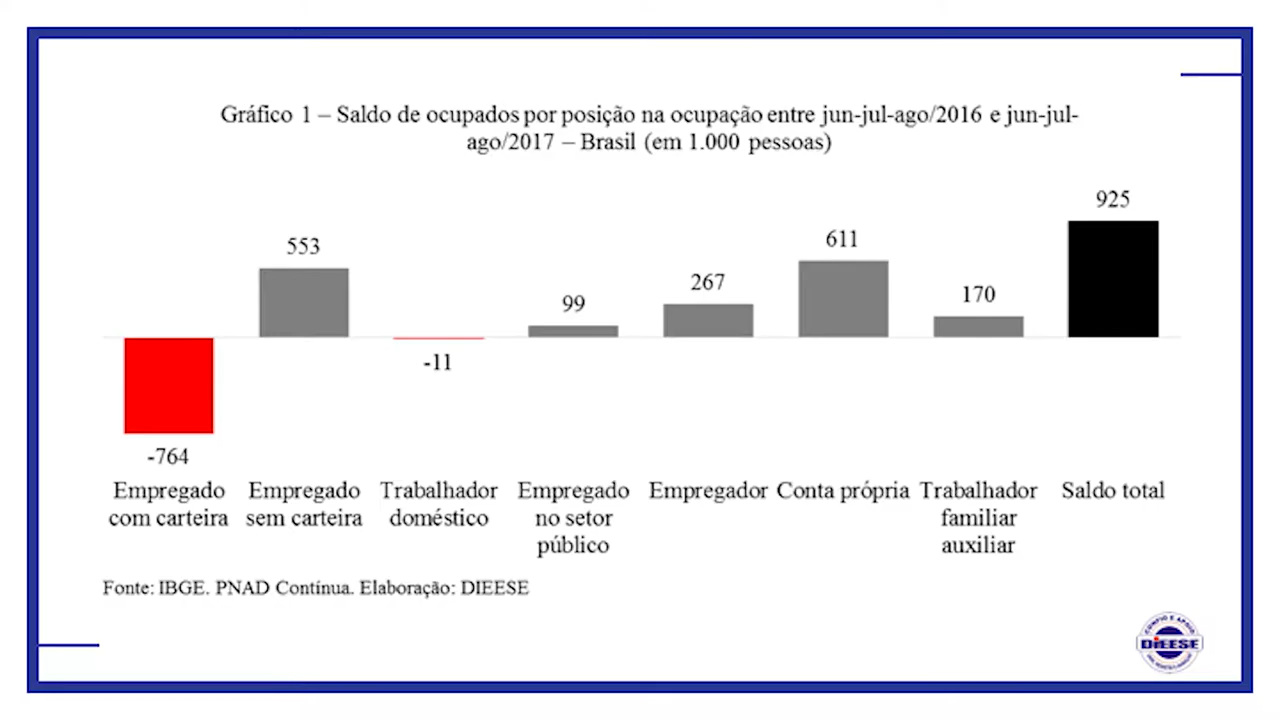 Gráfico 1 – Saldo de ocupados por posição na ocupação entre jun-jul-ago/2016 e jun-jul-
ago/2017 – Brasil (em 1.000 pessoas)
925
611
553
267
170
99
-11
-764
Empregado com carteira
Empregado sem carteira
Trabalhador doméstico
Empregado no setor público
Empregador
Conta própria
Trabalhador familiar auxiliar
Saldo total
Fonte: IBGE. PNAD Contínua. Elaboração: DIEESE
DIEESE